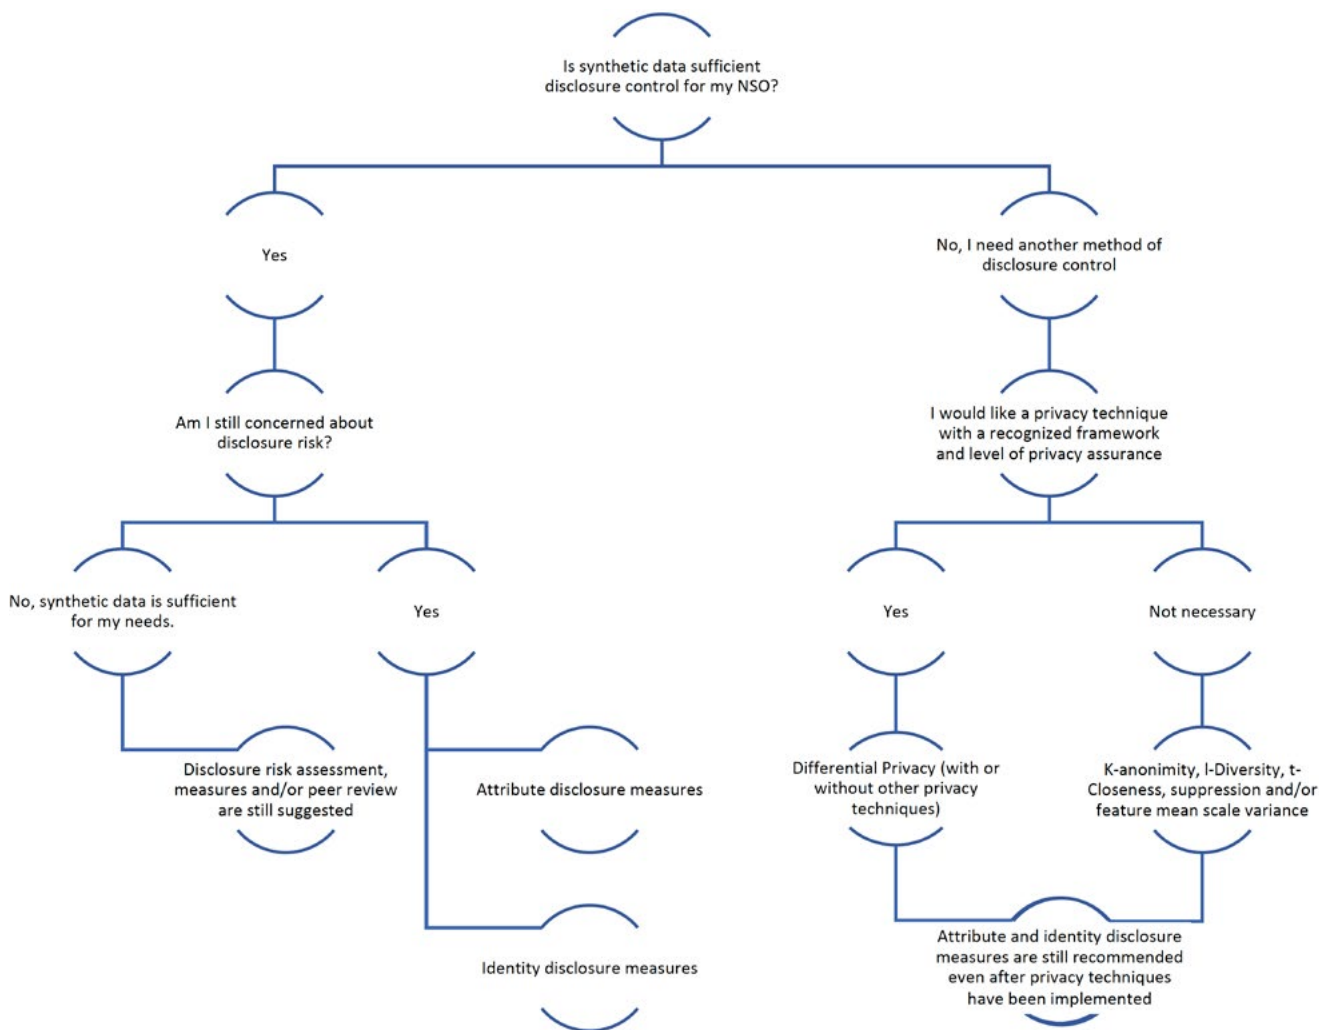 Is synthetic data sufficient
disclosure control for my NSO?
Yes
No, I need another method of
disclosure control
Am I still concerned about
disclosure risk?
I would like a privacy technique
with a recognized framework
and level of privacy assurance
No, synthetic data is sufficient
for my needs.
Yes
Yes
Not necessary
Disclosure risk assessment,
measures and/or peer review
are still suggested
Attribute disclosure measures
Differential Privacy (with or
without other privacy
techniques)
K-anonimity, l-Diversity, t-
Closeness, suppression and/or
feature mean scale variance
Identity disclosure measures
Attribute and identity disclosure
measures are still recommended
even after privacy techniques
have been implemented